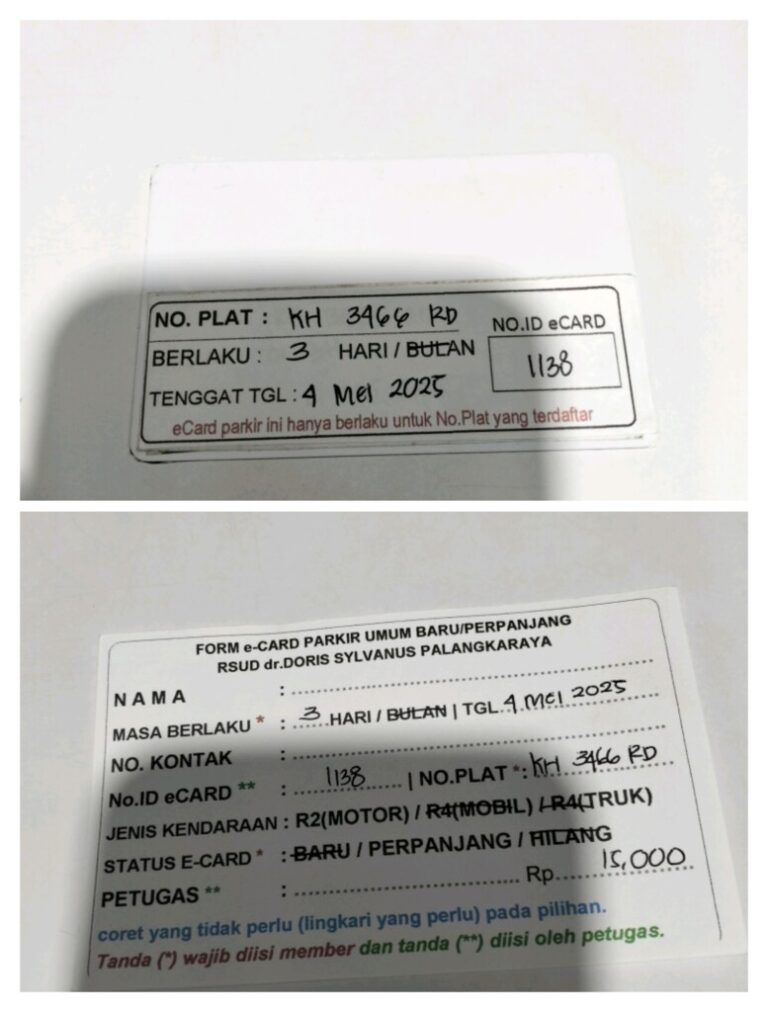 NO. PLAT : KH 3466 RD
NO.ID eCARD
BERLAKU : 3 HARI / BULAN
1138
TENGGAT TGL : 4 Mei 2025
eCard parkir ini hanya berlaku untuk No.Plat yang terdaftar
FORM e-CARD PARKIR UMUM BARU/PERPANJANG
RSUD dr.DORIS SYLVANUS PALANGKARAYA
NAMA :
MASA BERLAKU * : 3 HARI / BULAN | TGL 4 Mei 2025
NO. KONTAK :
No.ID eCARD ** : 1138 | NO.PLAT * : KH 3466 RD
JENIS KENDARAAN : R2(MOTOR) / R4(MOBIL) / R4(TRUK)
STATUS E-CARD * : BARU / PERPANJANG / HILANG
PETUGAS ** : Rp. 15,000
coret yang tidak perlu (lingkari yang perlu) pada pilihan.
Tanda (*) wajib diisi member dan tanda (**) diisi oleh petugas.